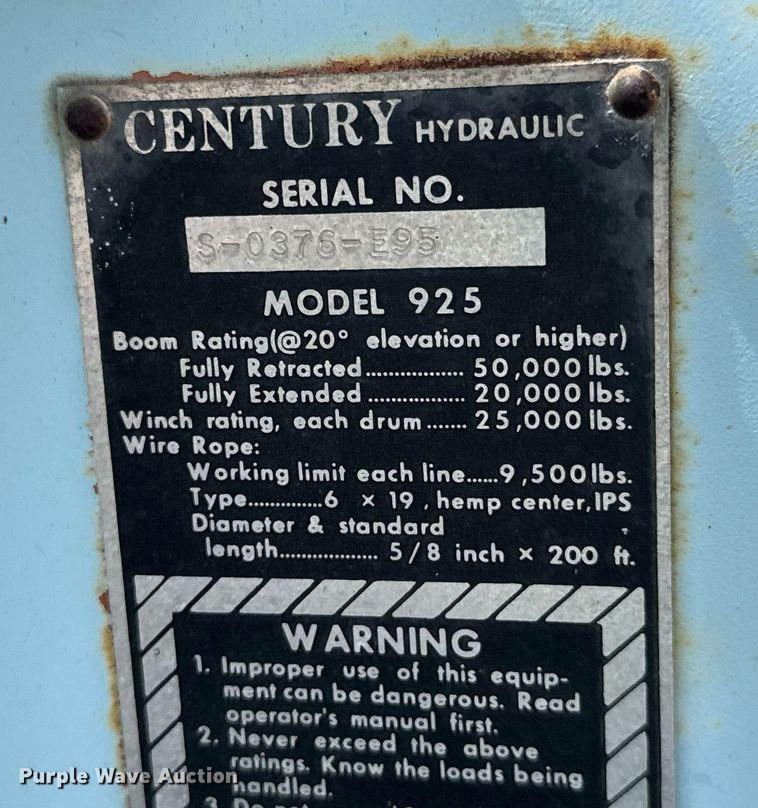 CENTURY HYDRAULIC
SERIAL NO.
S-0376-E95
MODEL 925
Boom Rating(@20° elevation or higher)
Fully Retracted................. 50,000 lbs.
Fully Extended ................. 20,000 lbs.
Winch rating, each drum....... 25,000 lbs.
Wire Rope:
Working limit each line......9,500 lbs.
Type..............6 x 19, hemp center, IPS
Diameter & standard
length................. 5/8 inch x 200 ft.
WARNING
1. Improper use of this equip-
ment can be dangerous. Read
operator's manual first.
2. Never exceed the above
ratings. Know the loads being
handled.
3. Do not
Purple Wave Auction